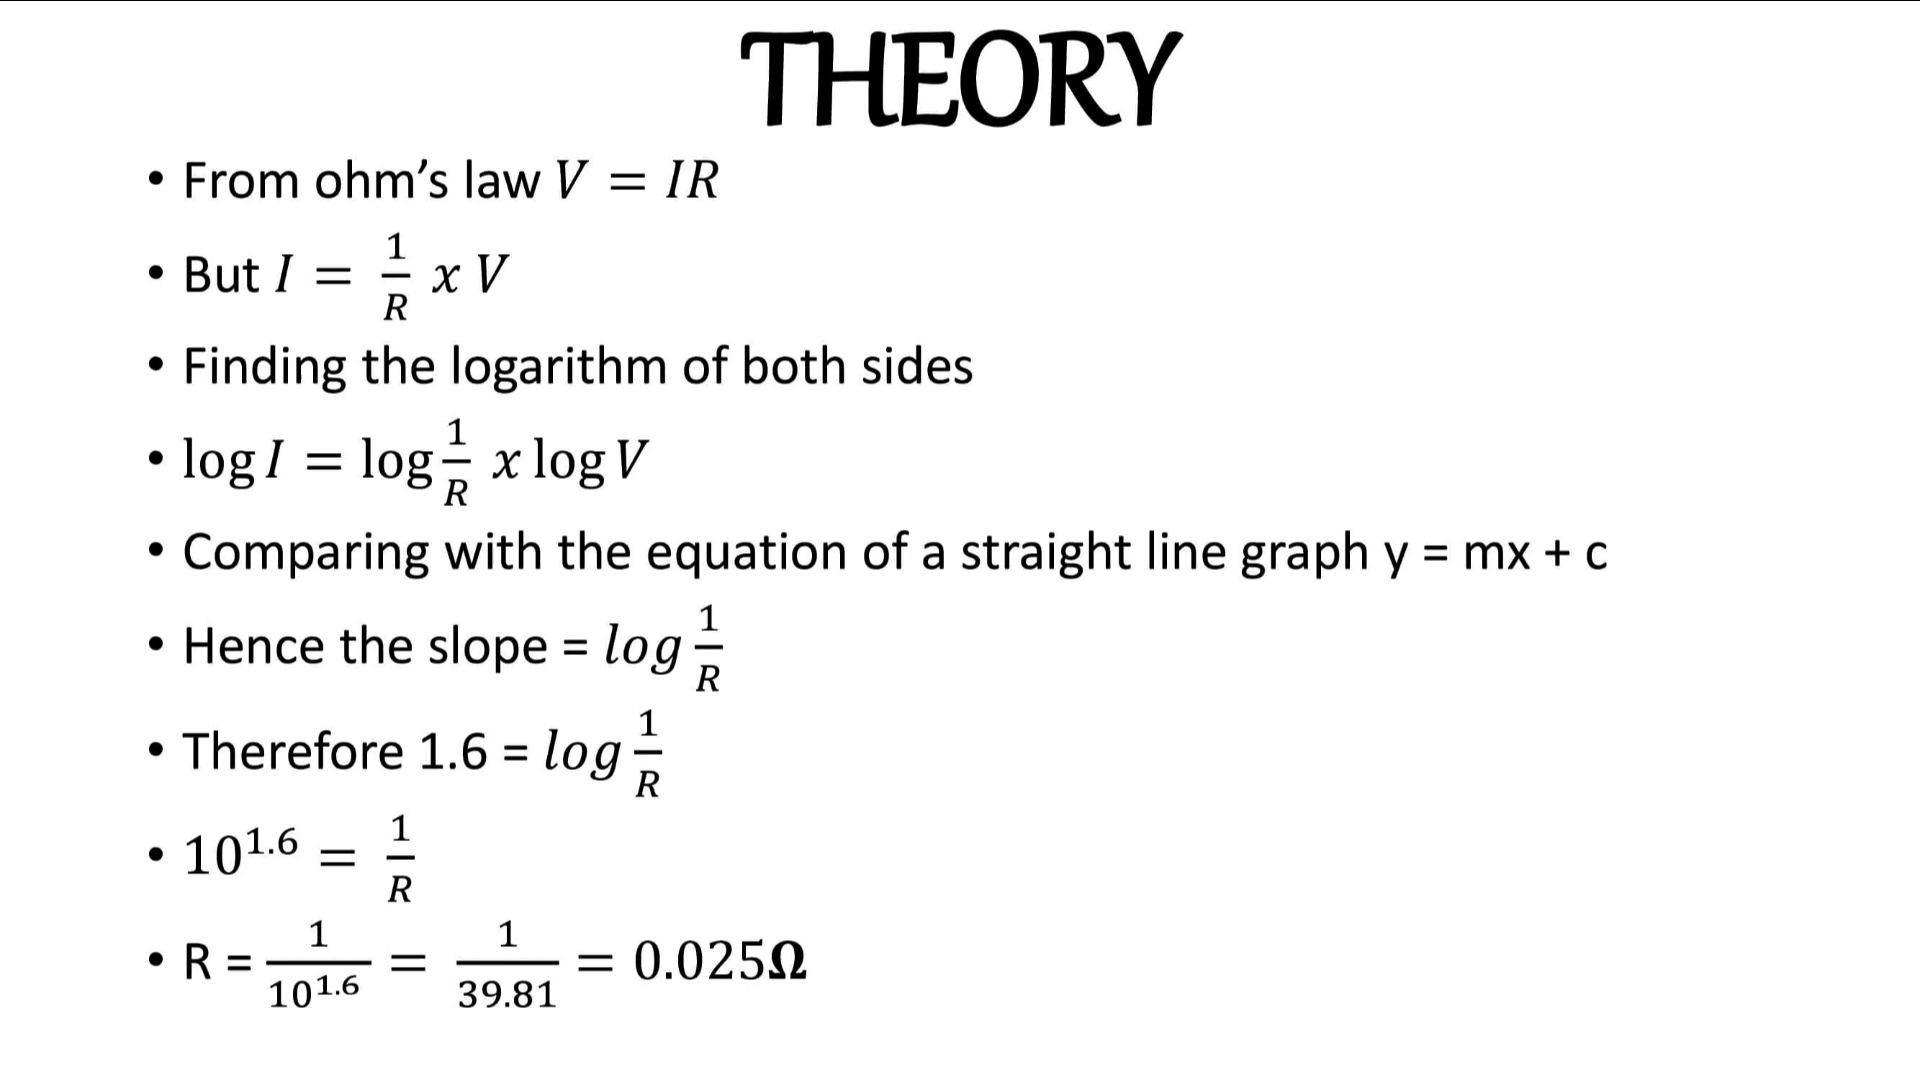 THEORY
• From ohm’s law V = IR
• But I = 1/R x V
• Finding the logarithm of both sides
• log I = log 1/R x log V
• Comparing with the equation of a straight line graph y = mx + c
• Hence the slope = log 1/R
• Therefore 1.6 = log 1/R
• 10^1.6 = 1/R
• R = 1/10^1.6 = 1/39.81 = 0.025Ω